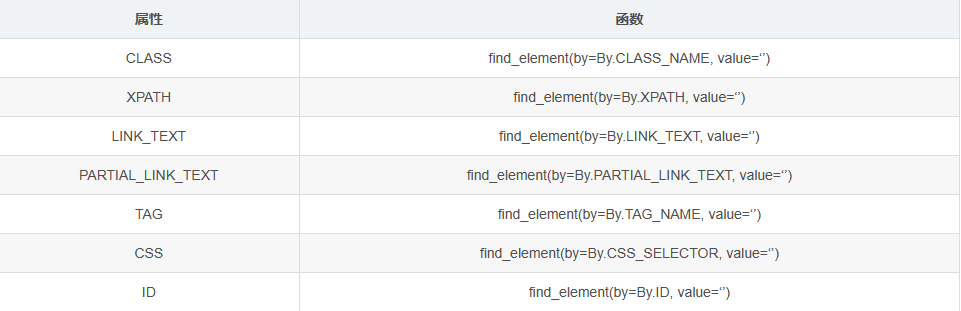 属性 函数
CLASS find_element(by=By.CLASS_NAME, value=‘’)
XPATH find_element(by=By.XPATH, value=‘’)
LINK_TEXT find_element(by=By.LINK_TEXT, value=‘’)
PARTIAL_LINK_TEXT find_element(by=By.PARTIAL_LINK_TEXT, value=‘’)
TAG find_element(by=By.TAG_NAME, value=‘’)
CSS find_element(by=By.CSS_SELECTOR, value=‘’)
ID find_element(by=By.ID, value=‘’)